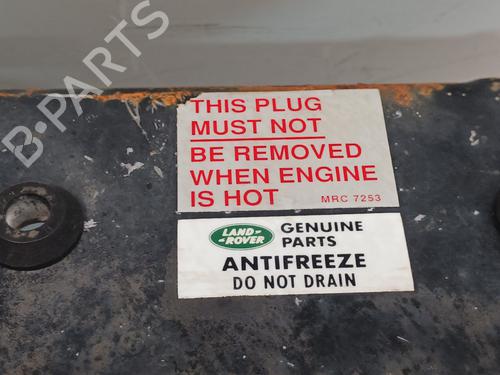 B-PARTS
THIS PLUG
MUST NOT
BE REMOVED
WHEN ENGINE
IS HOT
MRC 7253
LAND-
-ROVER
GENUINE
PARTS
ANTIFREEZE
DO NOT DRAIN